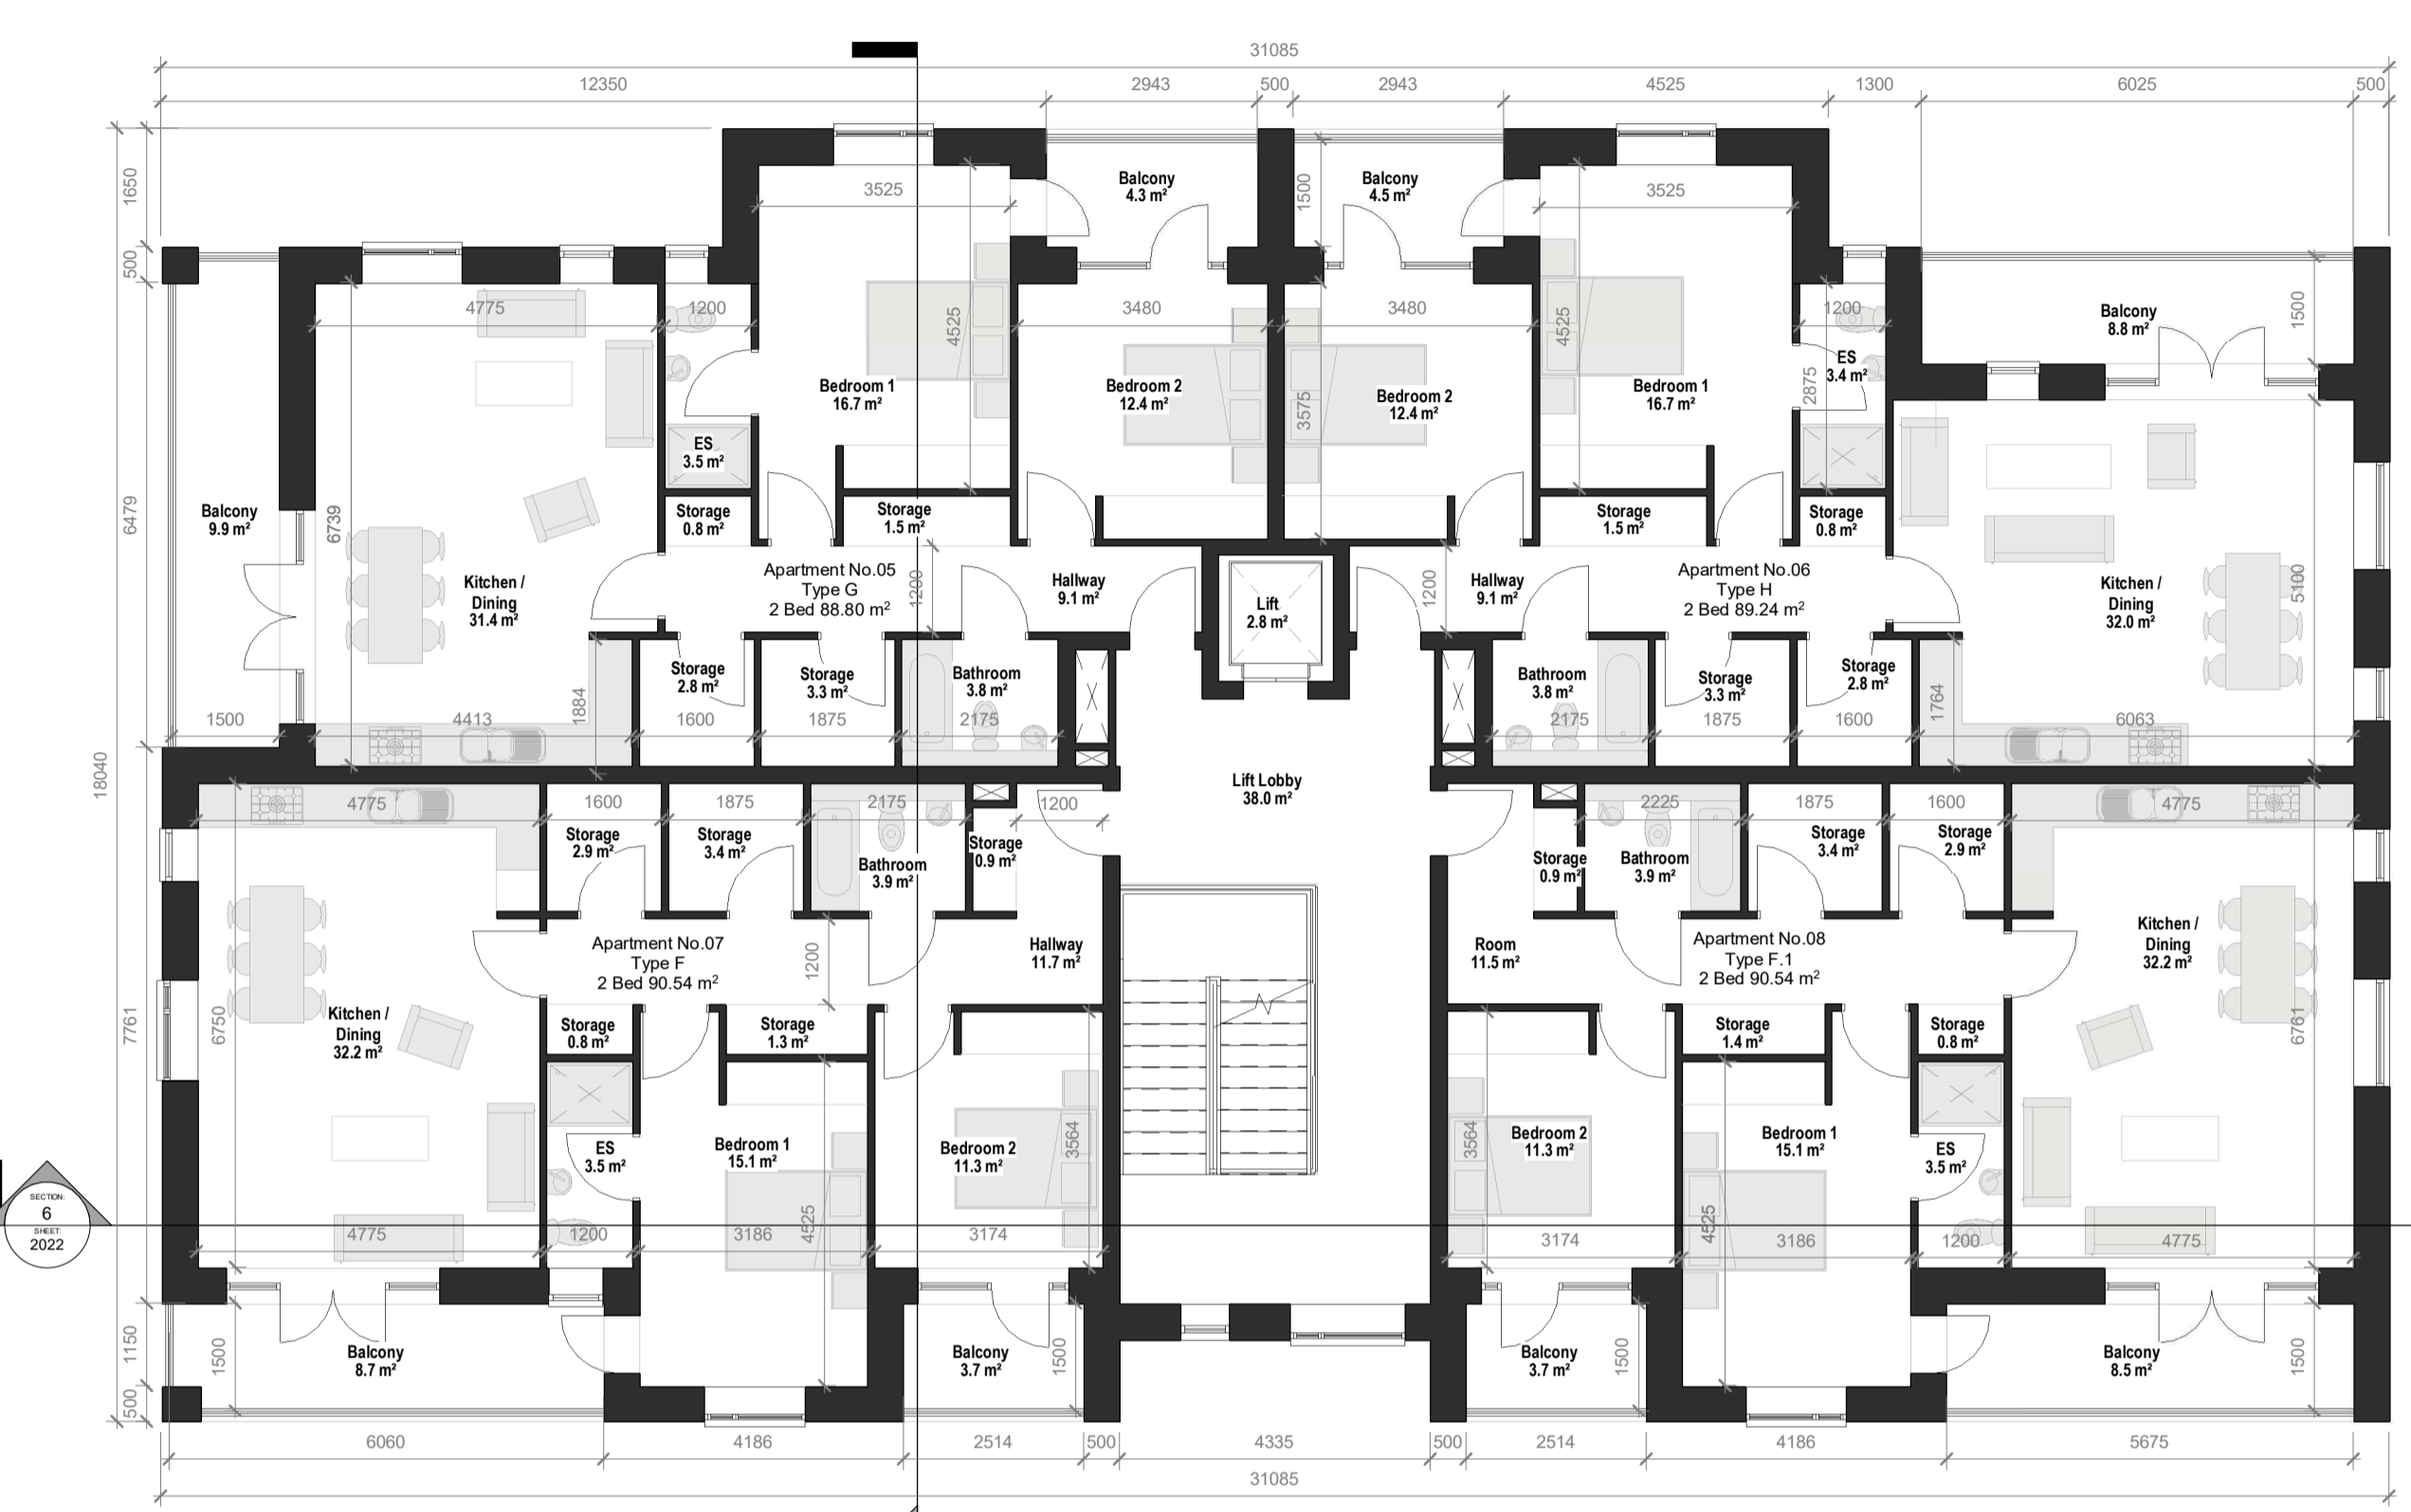 31085
12350
2943
500
2943
4525
1300
6025
500
1650
500
6479
18040
7761
1150
500
3525
Balcony
4.3 m²
Balcony
4.5 m²
1500
3525
4775
1200
4525
3480
3480
4525
1200
Balcony
8.8 m²
1500
Bedroom 1
16.7 m²
Bedroom 2
12.4 m²
3575
Bedroom 2
12.4 m²
Bedroom 1
16.7 m²
ES
3.4 m²
2875
ES
3.5 m²
Balcony
9.9 m²
6739
Storage
0.8 m²
Storage
1.5 m²
Storage
1.5 m²
Storage
0.8 m²
Kitchen /
Dining
31.4 m²
Apartment No.05
Type G
2 Bed 88.80 m²
1200
Hallway
9.1 m²
Lift
2.8 m²
1200
Hallway
9.1 m²
Apartment No.06
Type H
2 Bed 89.24 m²
Kitchen /
Dining
32.0 m²
5100
Storage
2.8 m²
Storage
3.3 m²
Bathroom
3.8 m²
Bathroom
3.8 m²
Storage
3.3 m²
Storage
2.8 m²
1500
4413
1884
1600
1875
2175
2175
1875
1600
1764
6063
Lift Lobby
38.0 m²
4775
1600
1875
2175
1200
2225
1875
1600
4775
Storage
2.9 m²
Storage
3.4 m²
Bathroom
3.9 m²
Storage
0.9 m²
Storage
0.9 m²
Bathroom
3.9 m²
Storage
3.4 m²
Storage
2.9 m²
Apartment No.07
Type F
2 Bed 90.54 m²
1200
Hallway
11.7 m²
Room
11.5 m²
Apartment No.08
Type F.1
2 Bed 90.54 m²
Kitchen /
Dining
32.2 m²
6750
Kitchen /
Dining
32.2 m²
6761
Storage
0.8 m²
Storage
1.3 m²
Storage
1.4 m²
Storage
0.8 m²
ES
3.5 m²
Bedroom 1
15.1 m²
Bedroom 2
11.3 m²
3564
3564
Bedroom 2
11.3 m²
Bedroom 1
15.1 m²
ES
3.5 m²
SECTION:
6
SHEET:
2022
4775
1200
3186
4525
3174
3174
4525
3186
1200
4775
1500
Balcony
8.7 m²
Balcony
3.7 m²
1500
Balcony
3.7 m²
1500
Balcony
8.5 m²
1500
6060
4186
2514
500
4335
500
2514
4186
5675
31085